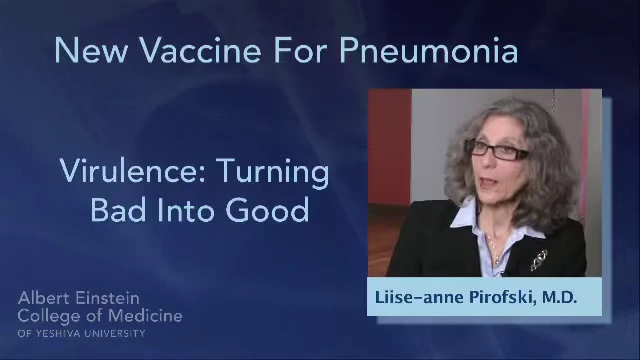 New Vaccine For Pneumonia
Virulence: Turning
Bad Into Good
Liise-anne Pirofski, M.D.
Albert Einstein
College of Medicine
OF YESHIVA UNIVERSITY